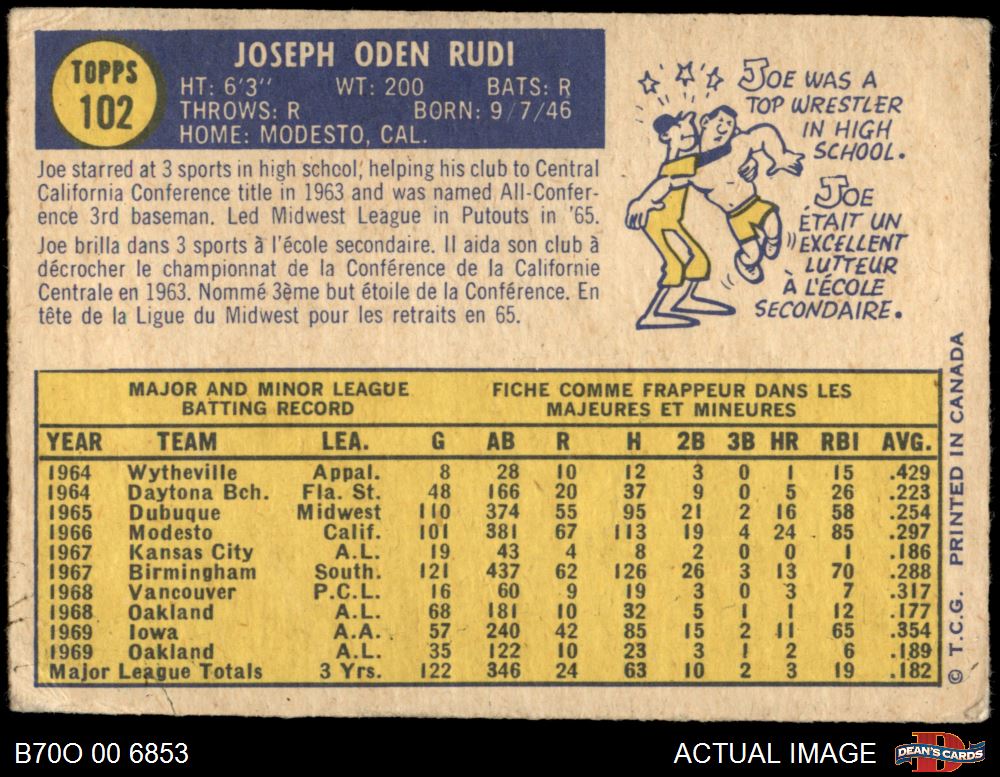 TOPPS
102
JOSEPH ODEN RUDI
HT: 6'3" WT: 200 BATS: R
THROWS: R BORN: 9/7/46
HOME: MODESTO, CAL.
Joe starred at 3 sports in high school, helping his club to Central
California Conference title in 1963 and was named All-Confer-
ence 3rd baseman. Led Midwest League in Putouts in '65.
Joe brilla dans 3 sports à l'école secondaire. Il aida son club à
décrocher le championnat de la Conférence de la Californie
Centrale en 1963. Nommé 3ème but étoile de la Conférence. En
tête de la Ligue du Midwest pour les retraits en 65.
JOE WAS A
TOP WRESTLER
IN HIGH
SCHOOL.
JOE
ÉTAIT UN
EXCELLENT
LUTTEUR
À L'ÉCOLE
SECONDAIRE.
MAJOR AND MINOR LEAGUE
BATTING RECORD
FICHE COMME FRAPPEUR DANS LES
MAJEURES ET MINEURES
YEAR TEAM LEA. G AB R H 2B 3B HR RBI AVG.
1964 Wytheville Appal. 8 28 10 12 3 0 1 15 .429
1964 Daytona Bch. Fla. St. 48 166 20 37 9 0 5 26 .223
1965 Dubuque Midwest 110 374 55 95 21 2 16 58 .254
1966 Modesto Calif. 101 381 67 113 19 4 24 85 .297
1967 Kansas City A.L. 19 43 4 8 2 0 0 1 .186
1967 Birmingham South. 121 437 62 126 26 3 13 70 .288
1968 Vancouver P.C.L. 16 60 9 19 3 0 3 7 .317
1968 Oakland A.L. 68 181 10 32 5 1 1 12 .177
1969 Iowa A.A. 57 240 42 85 15 2 11 65 .354
1969 Oakland A.L. 35 122 10 23 3 1 2 6 .189
Major League Totals 3 Yrs. 122 346 24 63 10 2 3 19 .182
© T.C.G. PRINTED IN CANADA
B70O 00 6853
ACTUAL IMAGE
DEAN'S CARDS